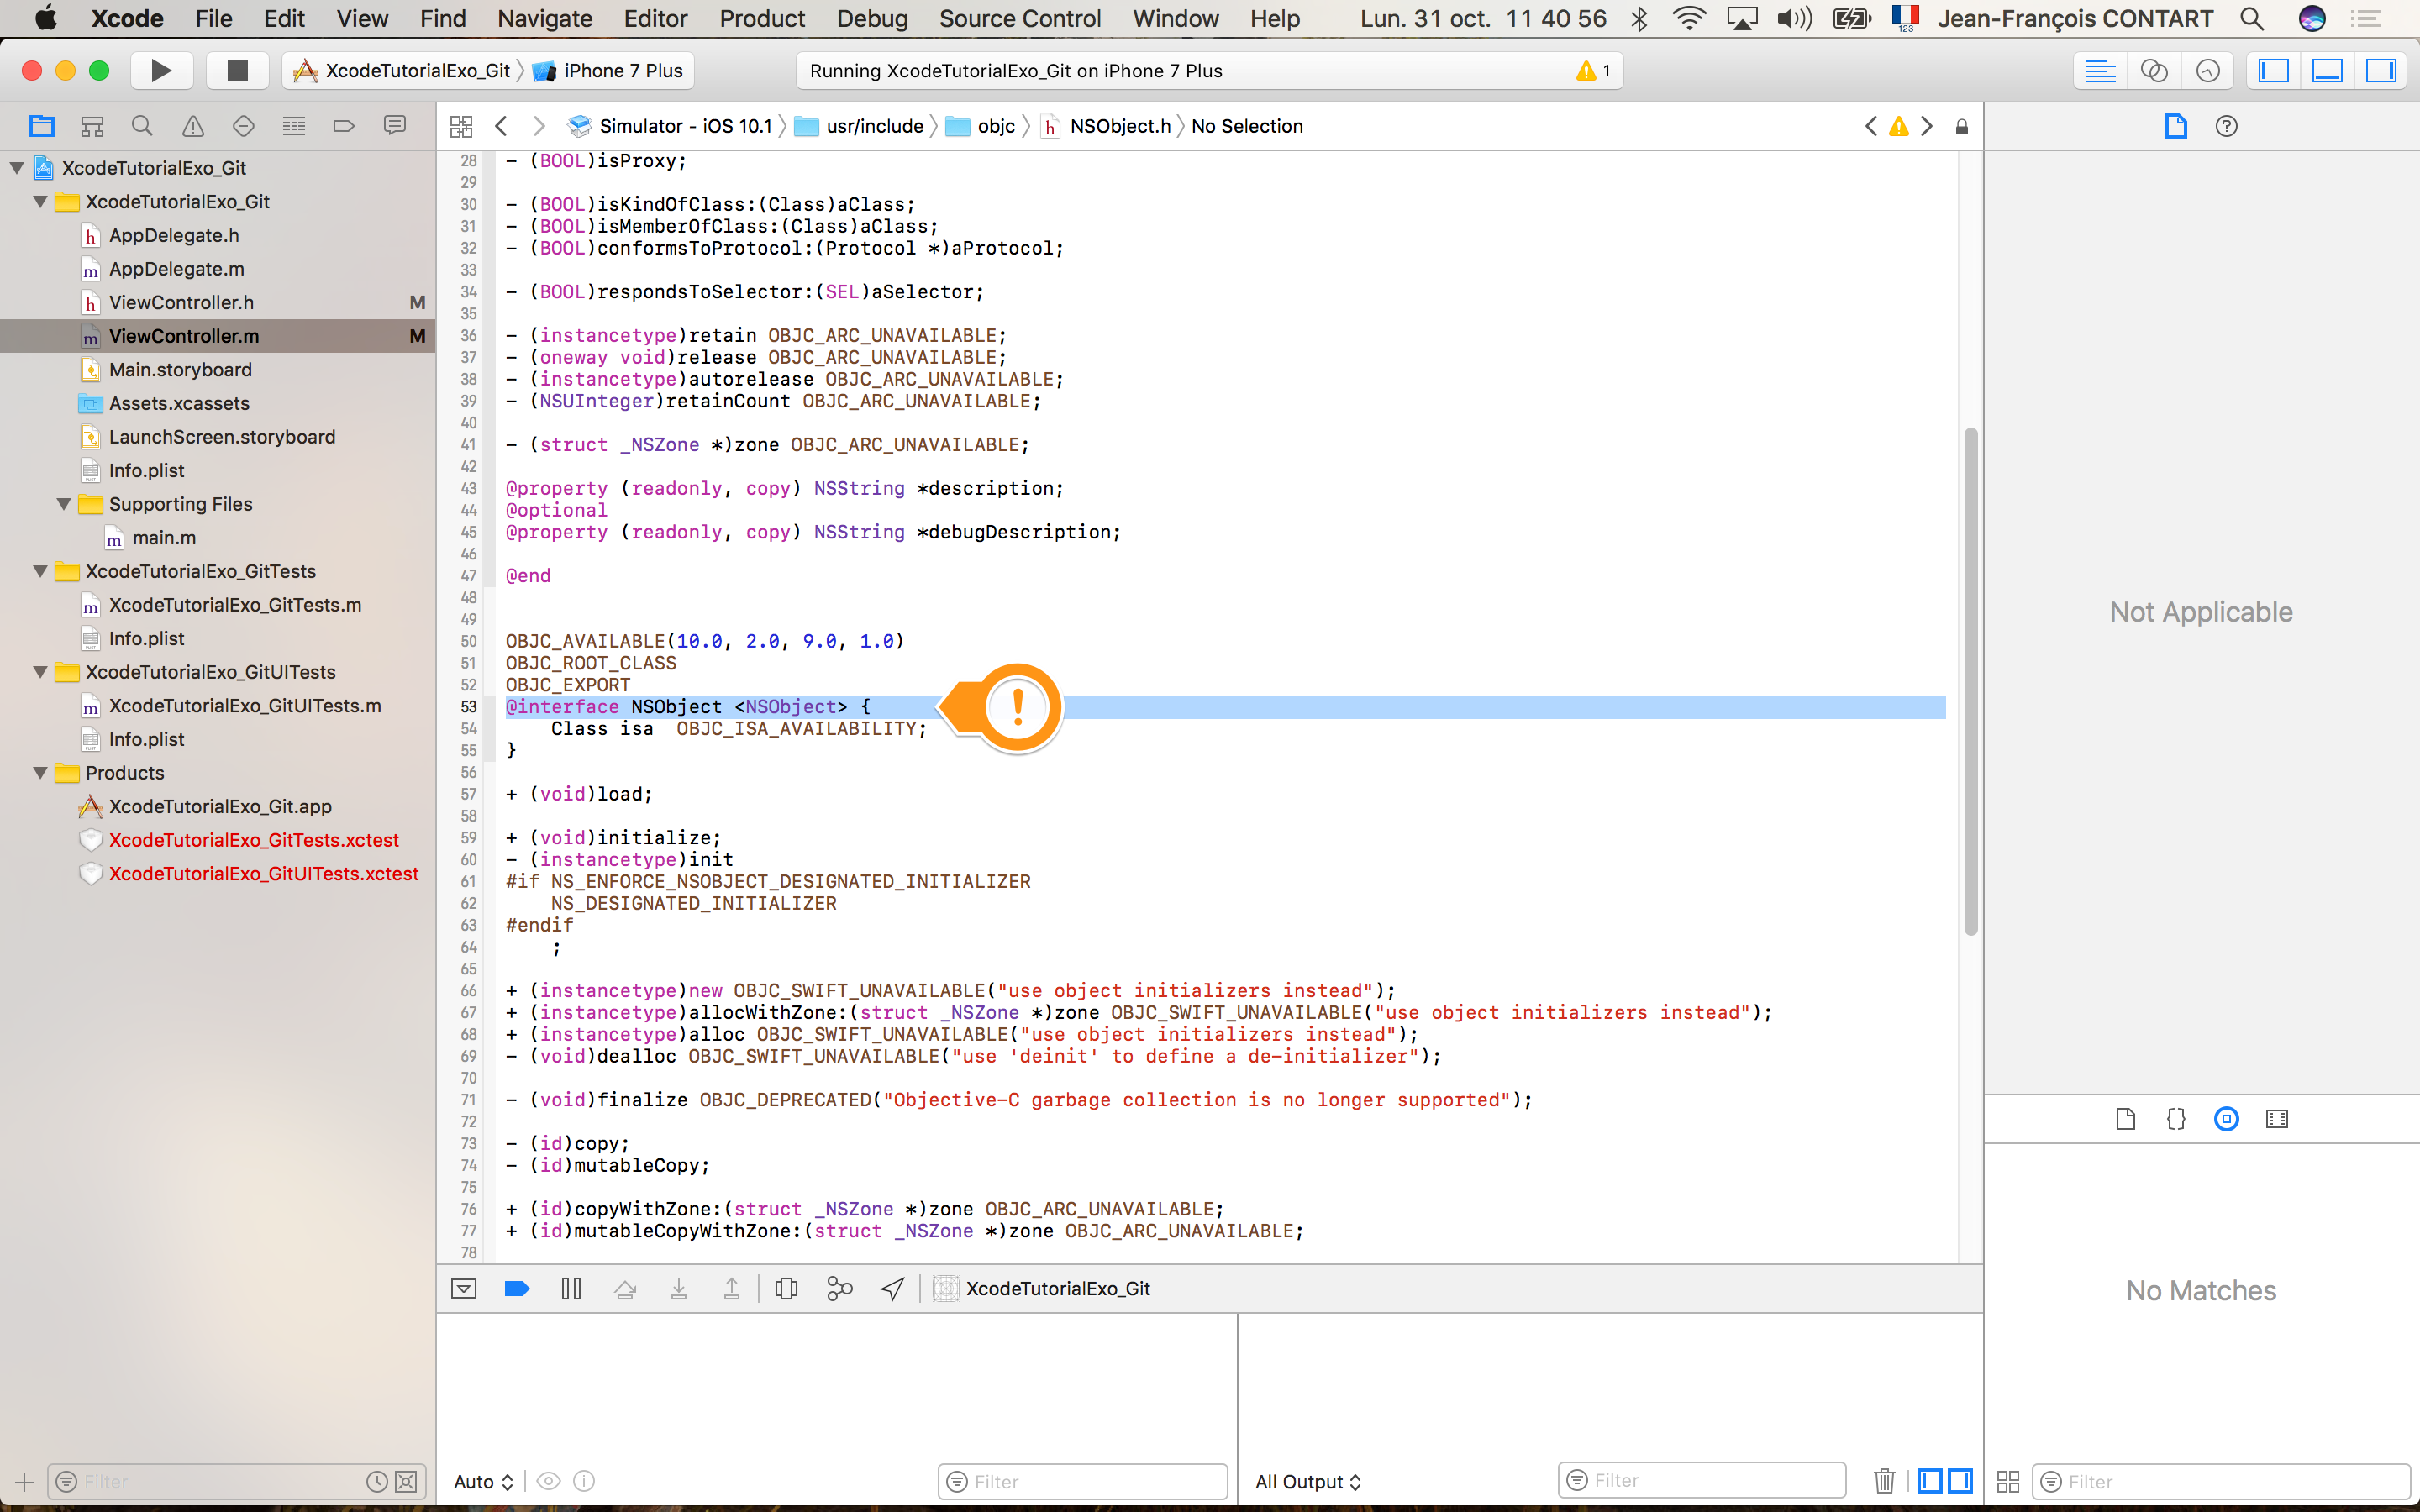 Xcode File Edit View Find Navigate Editor Product Debug Source Control Window Help Lun. 31 oct. 11 40 56 123 Jean-François CONTART
XcodeTutorialExo_Git iPhone 7 Plus Running XcodeTutorialExo_Git on iPhone 7 Plus 1
Simulator - iOS 10.1 usr/include objc h NSObject.h No Selection
XcodeTutorialExo_Git
XcodeTutorialExo_Git
h AppDelegate.h
m AppDelegate.m
h ViewController.h M
m ViewController.m M
Main.storyboard
Assets.xcassets
LaunchScreen.storyboard
Info.plist
Supporting Files
m main.m
XcodeTutorialExo_GitTests
m XcodeTutorialExo_GitTests.m
Info.plist
XcodeTutorialExo_GitUITests
m XcodeTutorialExo_GitUITests.m
Info.plist
Products
XcodeTutorialExo_Git.app
XcodeTutorialExo_GitTests.xctest
XcodeTutorialExo_GitUITests.xctest
Filter
28 - (BOOL)isProxy;
29
30 - (BOOL)isKindOfClass:(Class)aClass;
31 - (BOOL)isMemberOfClass:(Class)aClass;
32 - (BOOL)conformsToProtocol:(Protocol *)aProtocol;
33
34 - (BOOL)respondsToSelector:(SEL)aSelector;
35
36 - (instancetype)retain OBJC_ARC_UNAVAILABLE;
37 - (oneway void)release OBJC_ARC_UNAVAILABLE;
38 - (instancetype)autorelease OBJC_ARC_UNAVAILABLE;
39 - (NSUInteger)retainCount OBJC_ARC_UNAVAILABLE;
40
41 - (struct _NSZone *)zone OBJC_ARC_UNAVAILABLE;
42
43 @property (readonly, copy) NSString *description;
44 @optional
45 @property (readonly, copy) NSString *debugDescription;
46
47 @end
48
49
50 OBJC_AVAILABLE(10.0, 2.0, 9.0, 1.0)
51 OBJC_ROOT_CLASS
52 OBJC_EXPORT
53 @interface NSObject <NSObject> {
54 Class isa OBJC_ISA_AVAILABILITY;
55 }
56
57 + (void)load;
58
59 + (void)initialize;
60 - (instancetype)init
61 #if NS_ENFORCE_NSOBJECT_DESIGNATED_INITIALIZER
62 NS_DESIGNATED_INITIALIZER
63 #endif
64 ;
65
66 + (instancetype)new OBJC_SWIFT_UNAVAILABLE("use object initializers instead");
67 + (instancetype)allocWithZone:(struct _NSZone *)zone OBJC_SWIFT_UNAVAILABLE("use object initializers instead");
68 + (instancetype)alloc OBJC_SWIFT_UNAVAILABLE("use object initializers instead");
69 - (void)dealloc OBJC_SWIFT_UNAVAILABLE("use 'deinit' to define a de-initializer");
70
71 - (void)finalize OBJC_DEPRECATED("Objective-C garbage collection is no longer supported");
72
73 - (id)copy;
74 - (id)mutableCopy;
75
76 + (id)copyWithZone:(struct _NSZone *)zone OBJC_ARC_UNAVAILABLE;
77 + (id)mutableCopyWithZone:(struct _NSZone *)zone OBJC_ARC_UNAVAILABLE;
78
XcodeTutorialExo_Git
Auto Filter
All Output Filter
Not Applicable
No Matches
Filter